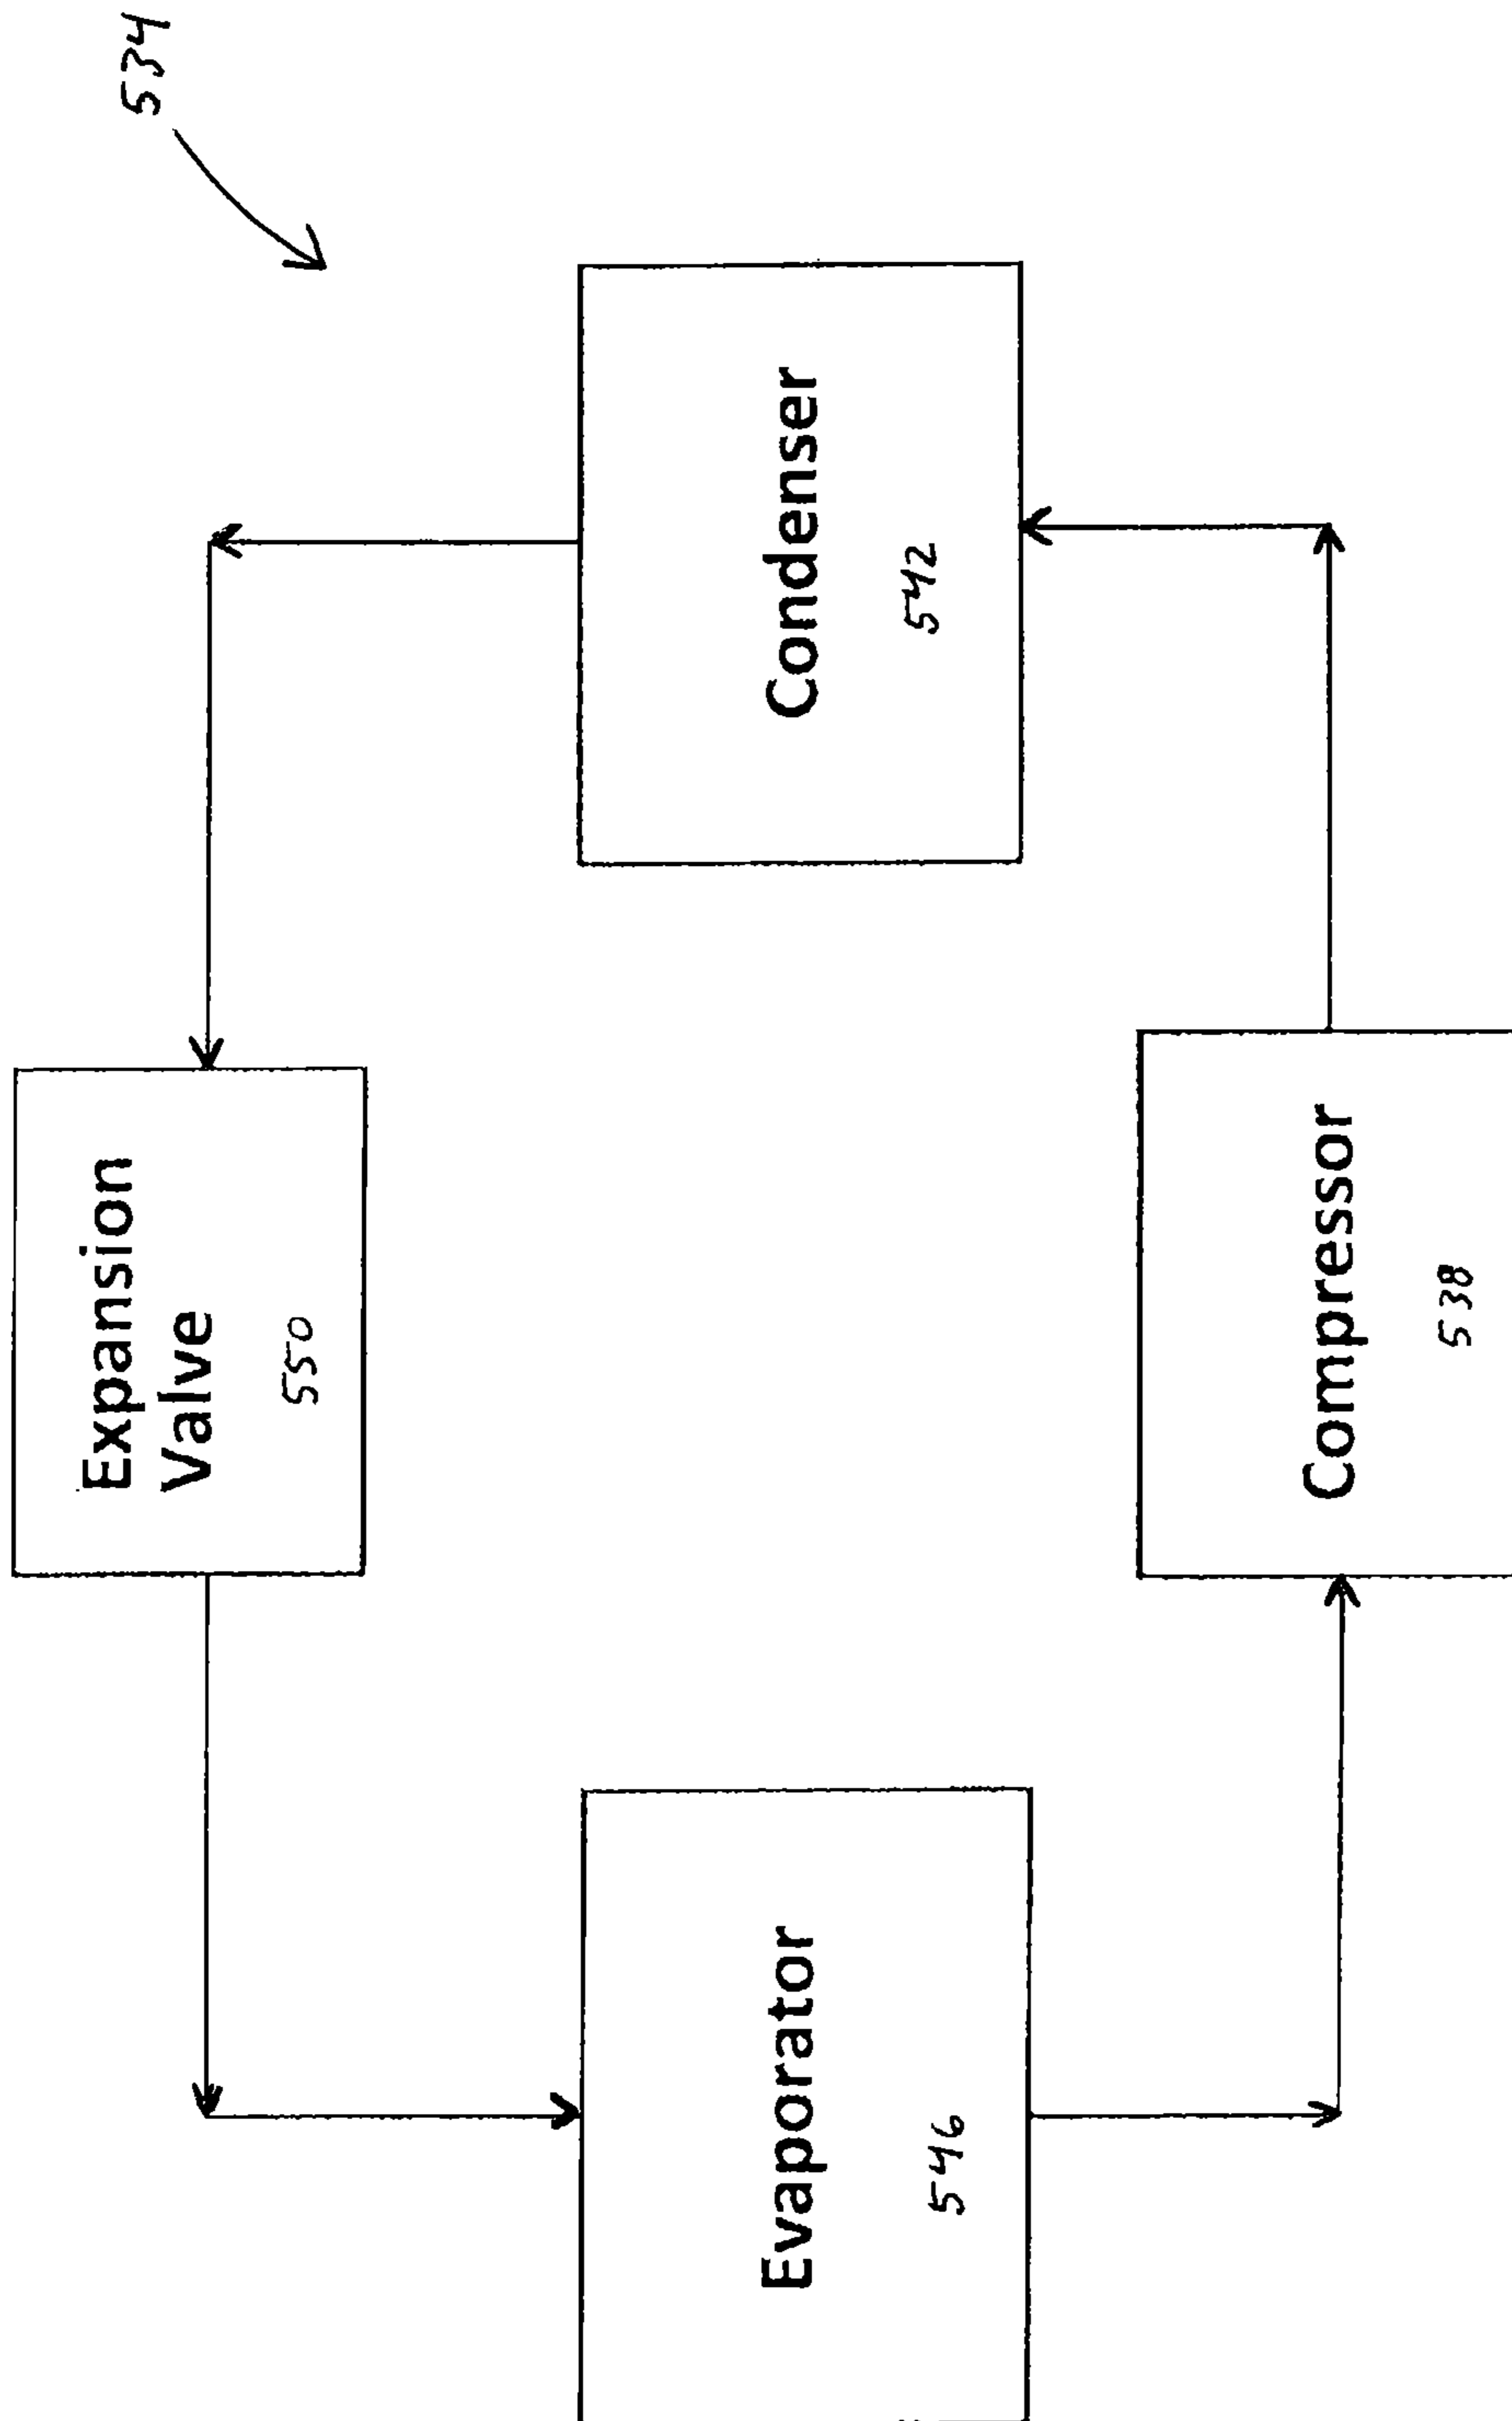 534
Expansion
Valve
550
Condenser
542
Evaporator
546
Compressor
538